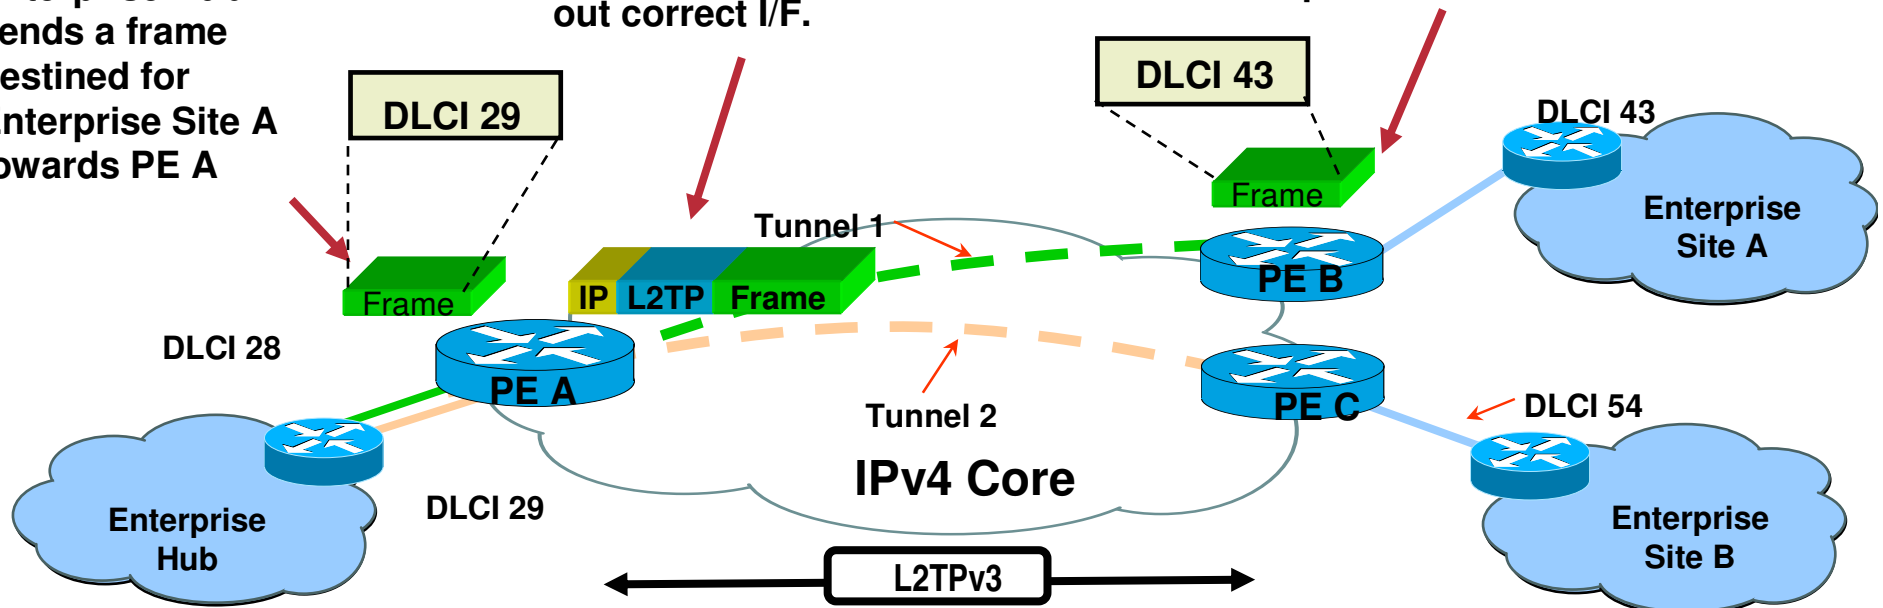 ends a frame
estined for
Enterprise Site A
owards PE A
out correct I/F.
DLCI 29
DLCI 43
DLCI 43
Frame
Enterprise
Site A
Tunnel 1
PE B
Frame
IP L2TP Frame
DLCI 28
PE A
Tunnel 2
PE C
DLCI 54
IPv4 Core
DLCI 29
Enterprise
Hub
Enterprise
Site B
L2TPv3